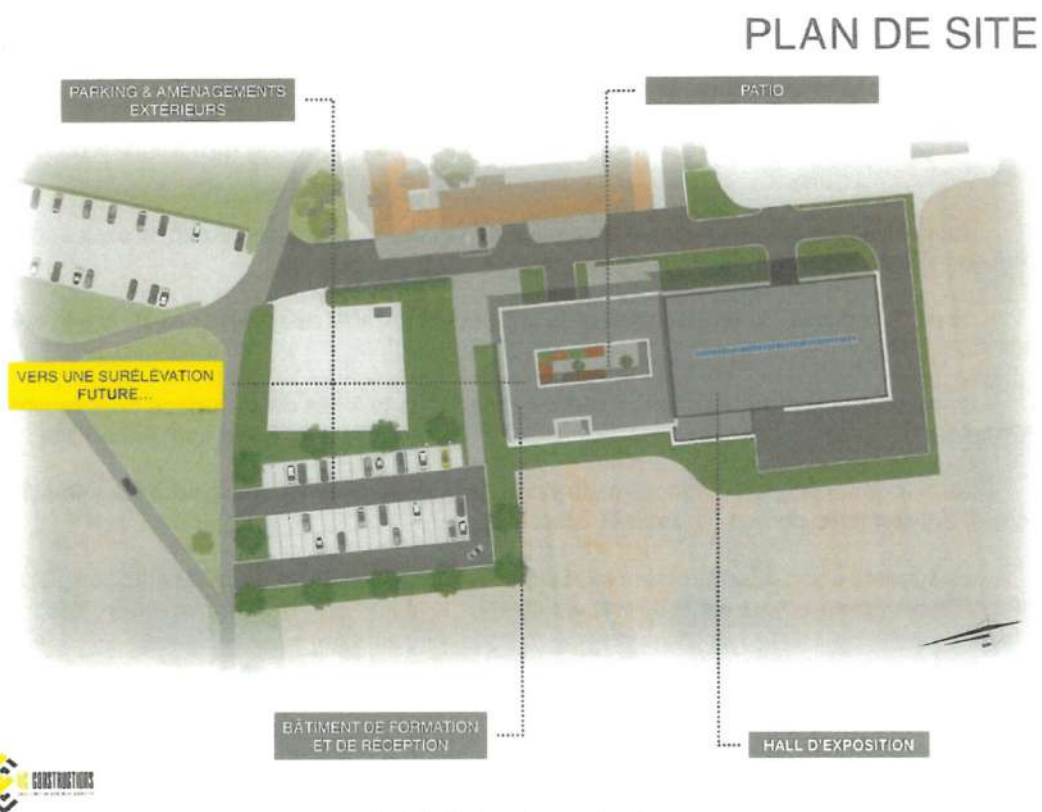 PLAN DE SITE
PARKING & AMÉNAGEMENTS
EXTÉRIEURS
PATIO
VERS UNE SURÉLÉVATION
FUTURE...
BÂTIMENT DE FORMATION
ET DE RÉCEPTION
HALL D'EXPOSITION
CONSTRUCTIONS